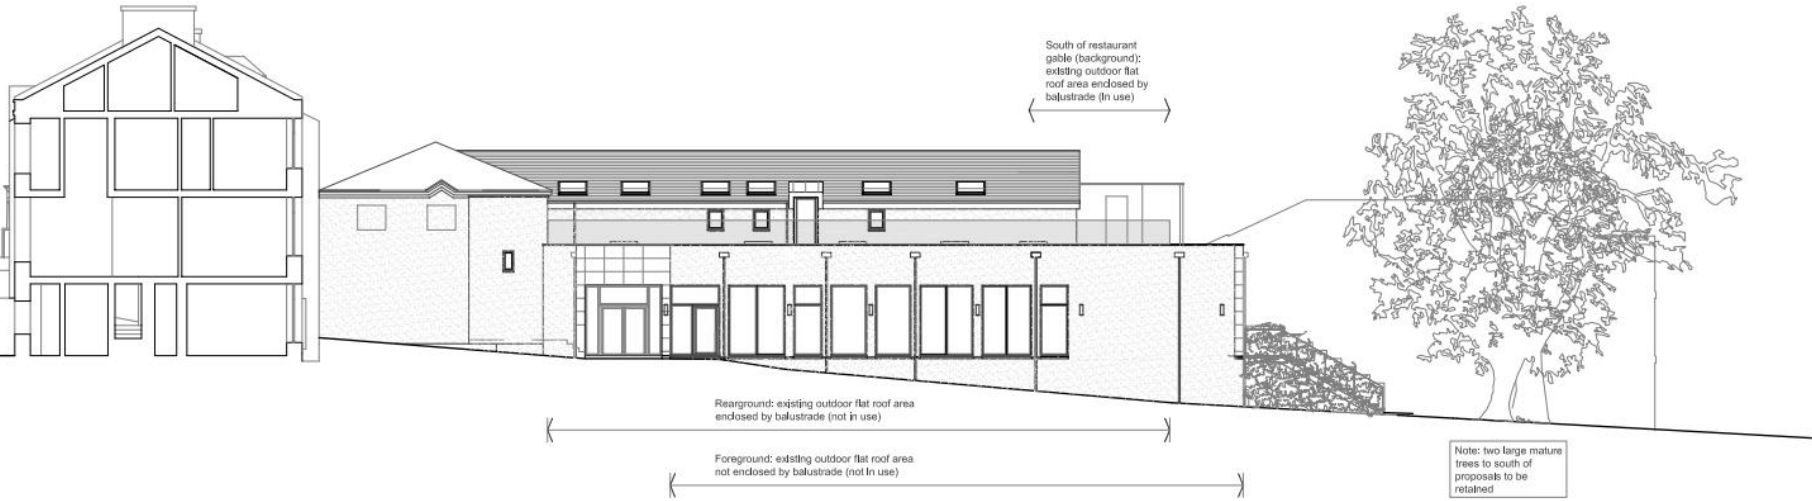 South of restaurant
gable (background):
existing outdoor flat
roof area enclosed by
balustrade (in use)
Rearground: existing outdoor flat roof area
enclosed by balustrade (not in use)
Foreground: existing outdoor flat roof area
not enclosed by balustrade (not in use)
Note: two large mature
trees to south of
proposals to be
retained